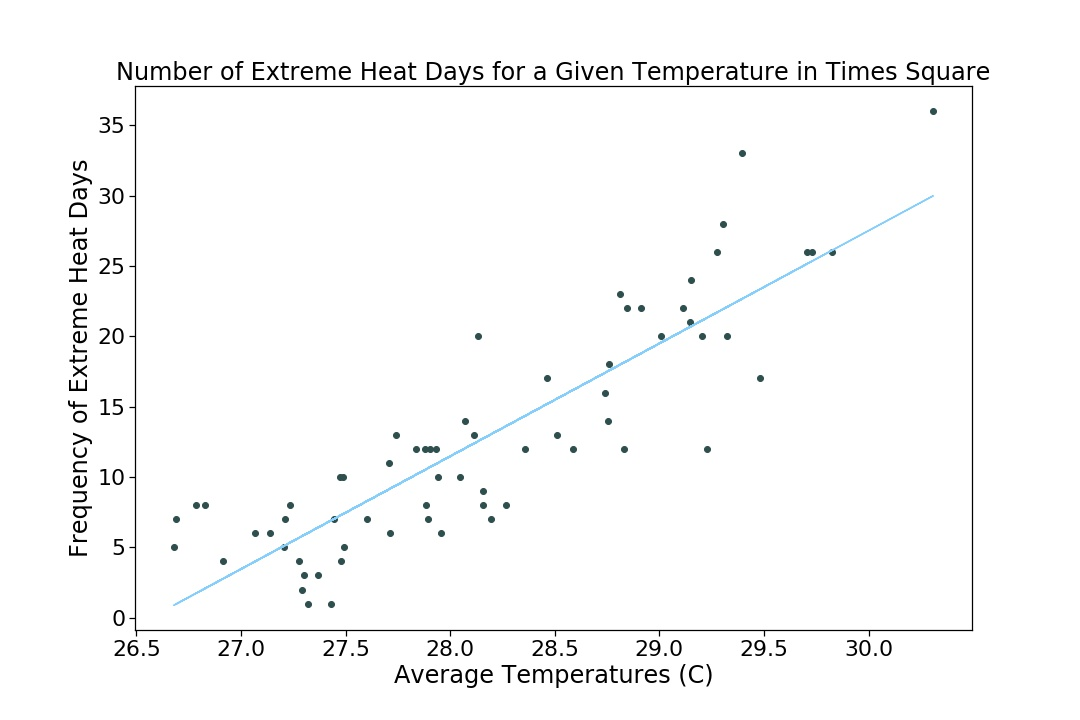 Number of Extreme Heat Days for a Given Temperature in Times Square
Frequency of Extreme Heat Days
35
30
25
20
15
10
5
0
26.5 27.0 27.5 28.0 28.5 29.0 29.5 30.0
Average Temperatures (C)